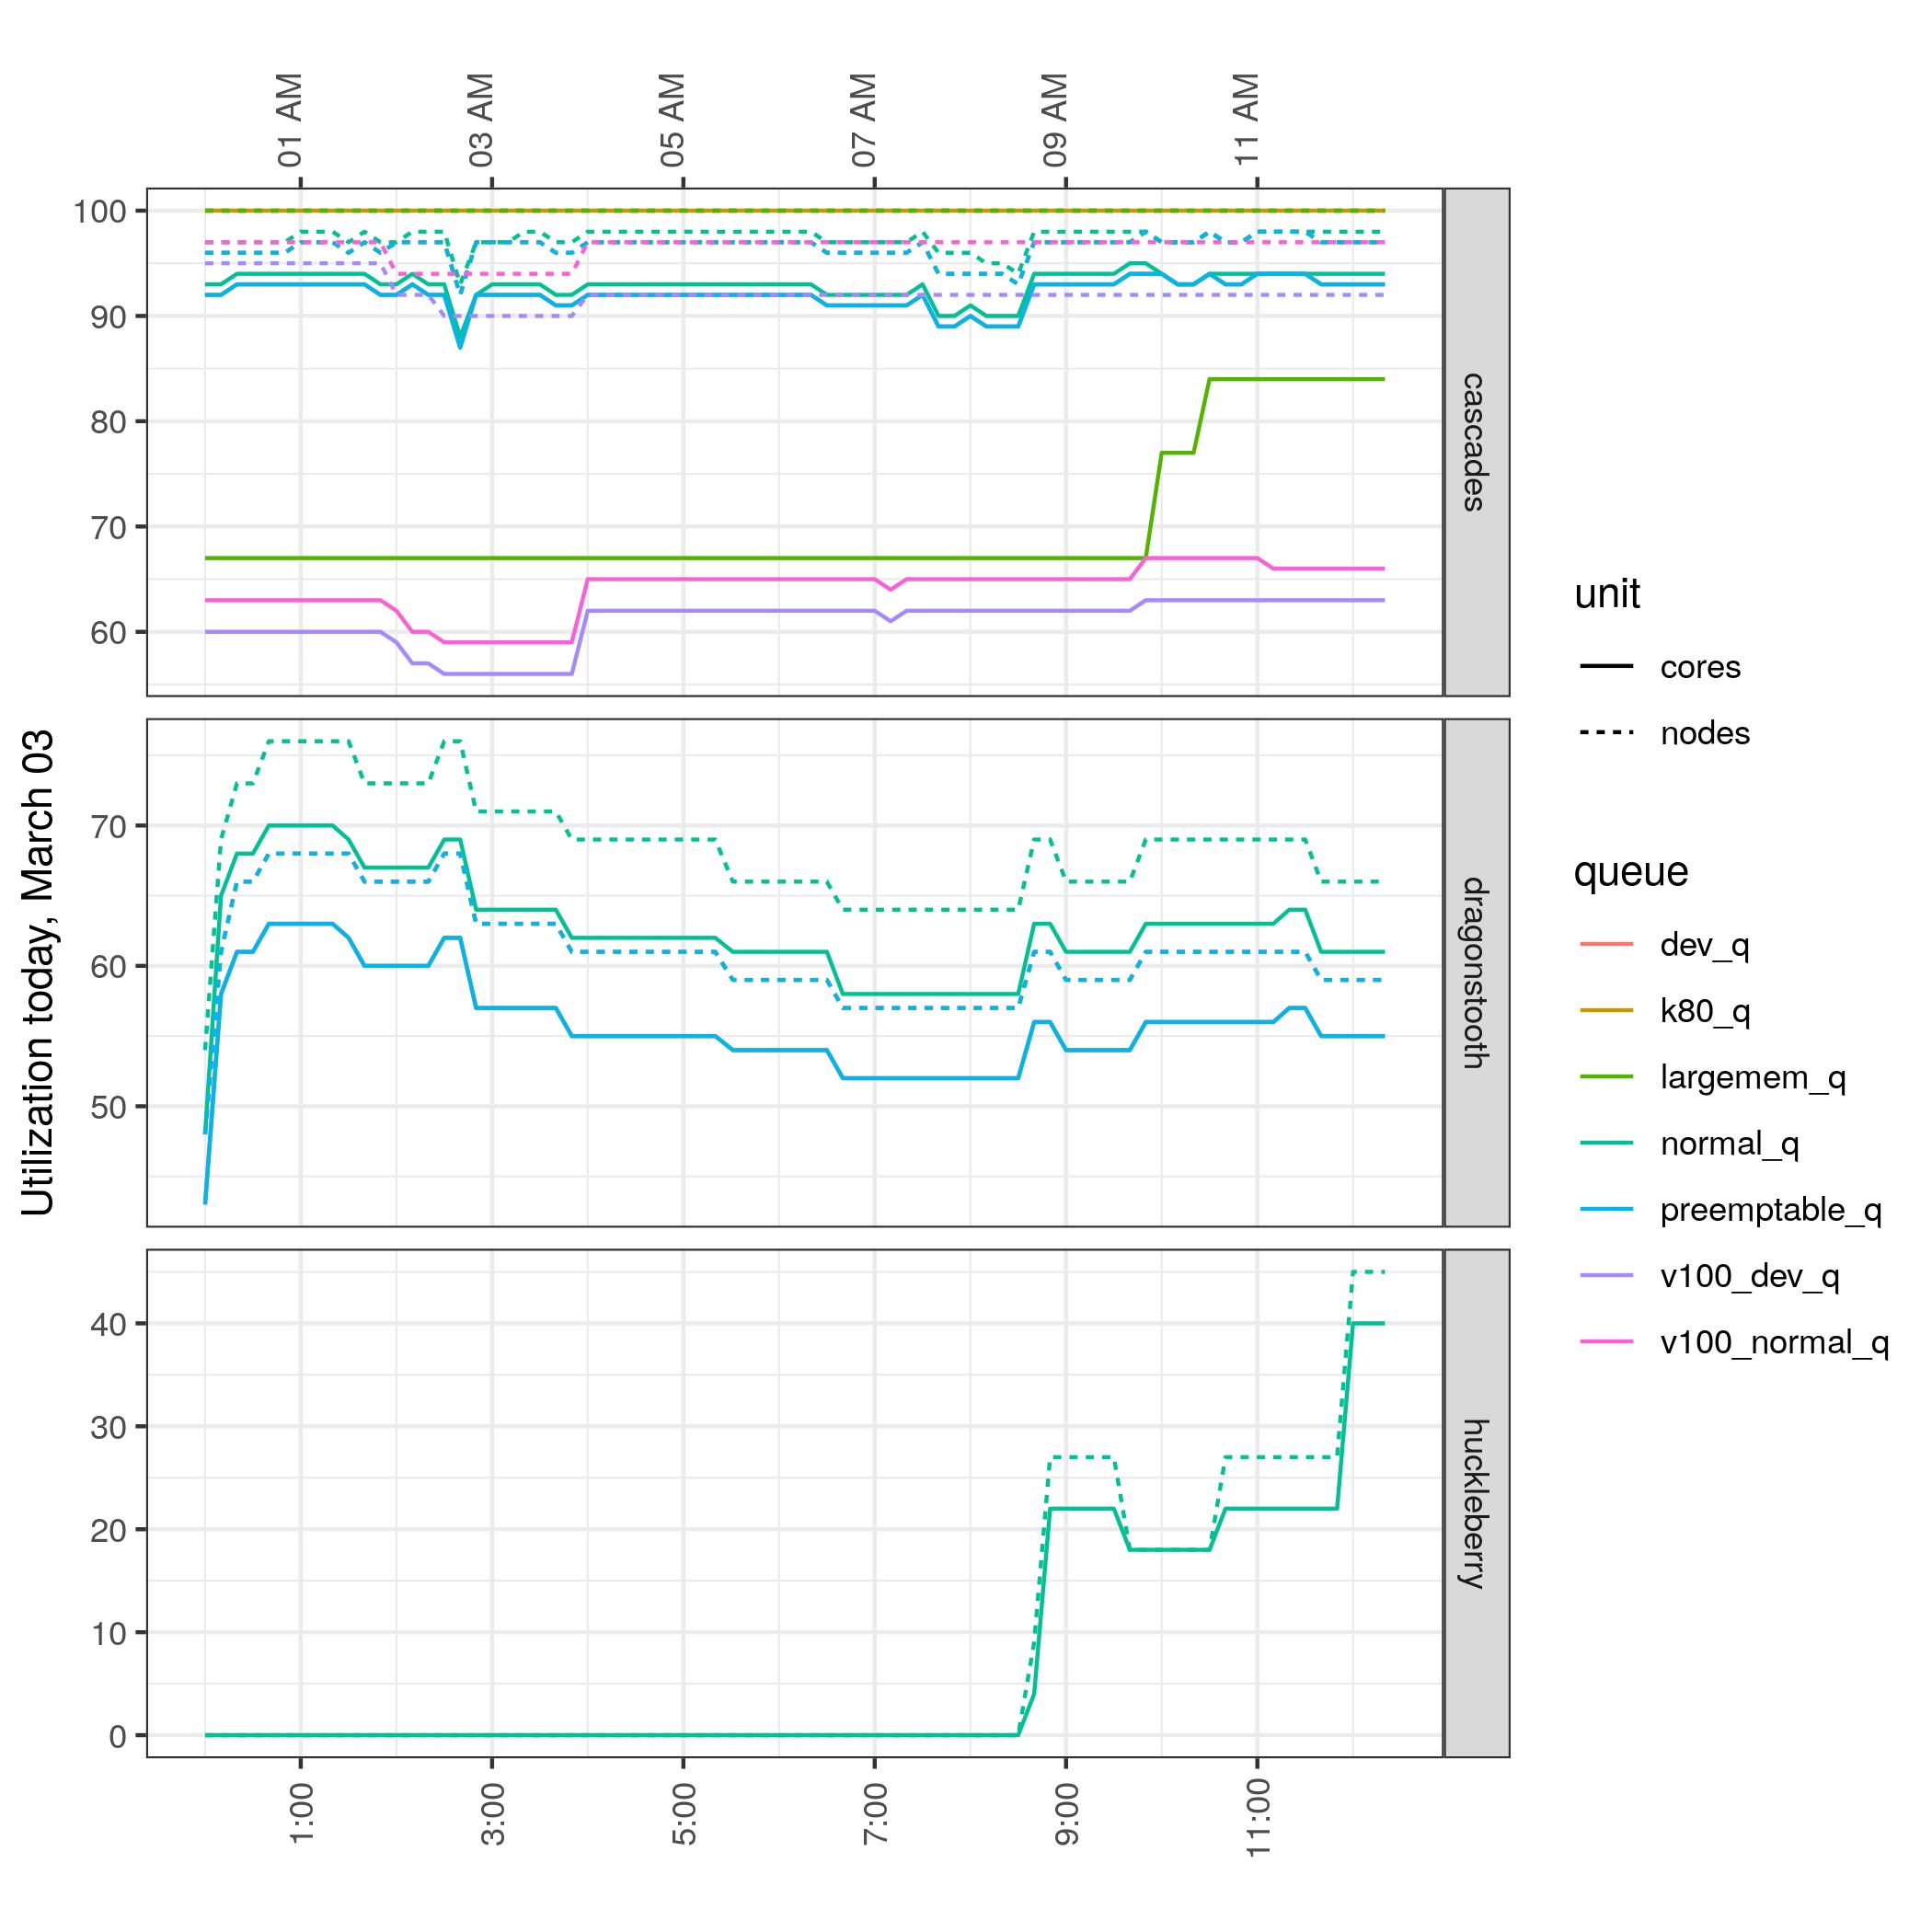 01 AM
03 AM
05 AM
07 AM
09 AM
11 AM
Utilization today, March 03
100
90
80
70
60
cascades
70
60
50
dragonstooth
40
30
20
10
0
huckleberry
1:00
3:00
5:00
7:00
9:00
11:00
unit
cores
nodes
queue
dev_q
k80_q
largemem_q
normal_q
preemptable_q
v100_dev_q
v100_normal_q